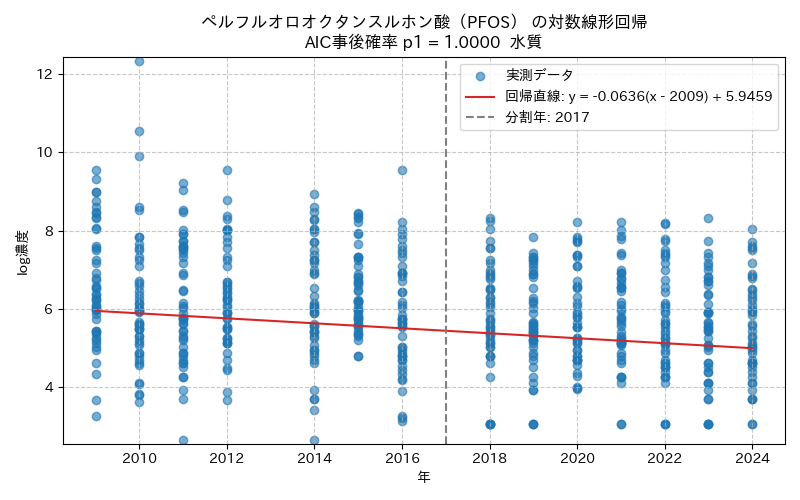 ペルフルオロオクタンスルホン酸（PFOS） の対数線形回帰
AIC事後確率 p1 = 1.0000  水質
実測データ
回帰直線: y = -0.0636(x - 2009) + 5.9459
分割年: 2017
log濃度
12
10
8
6
4
2010 2012 2014 2016 2018 2020 2022 2024
年